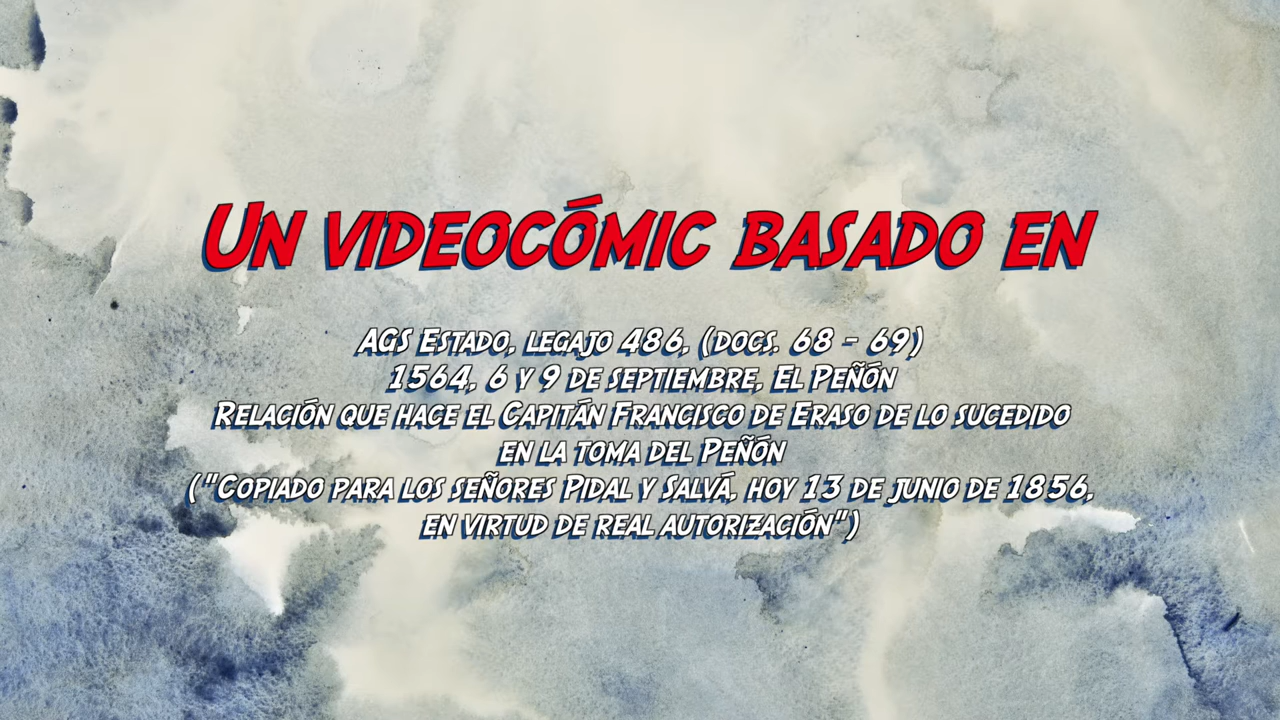 Un videocómic basado en
AGS Estado, legajo 486, (docs. 68 - 69)
1564, 6 y 9 de septiembre, El Peñón
Relación que hace el Capitán Francisco de Eraso de lo sucedido
en la toma del Peñón
("Copiado para los señores Pidal y Salvá, hoy 13 de junio de 1856,
en virtud de real autorización")